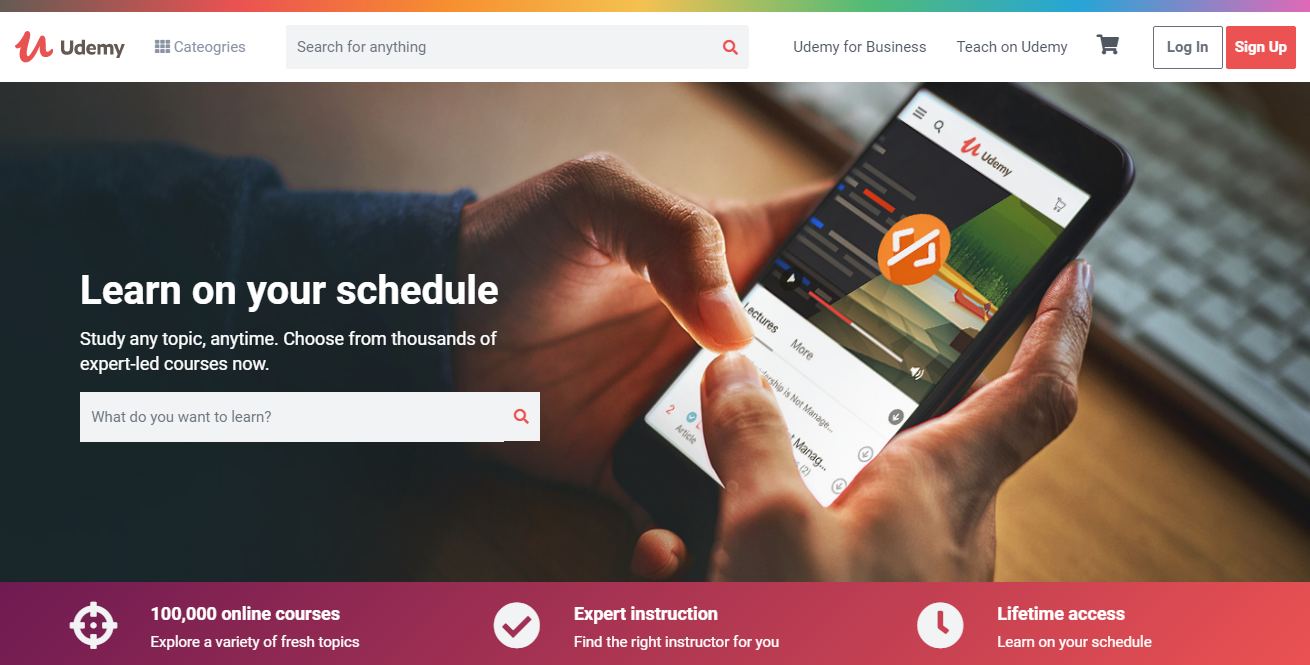 Udemy
Cateogries
Search for anything
Udemy for Business
Teach on Udemy
Log In
Sign Up
Udemy
Lectures
More
is Not Manage...
Manag...
(2)
2
Article
Learn on your schedule
Study any topic, anytime. Choose from thousands of
expert-led courses now.
What do you want to learn?
100,000 online courses
Explore a variety of fresh topics
Expert instruction
Find the right instructor for you
Lifetime access
Learn on your schedule